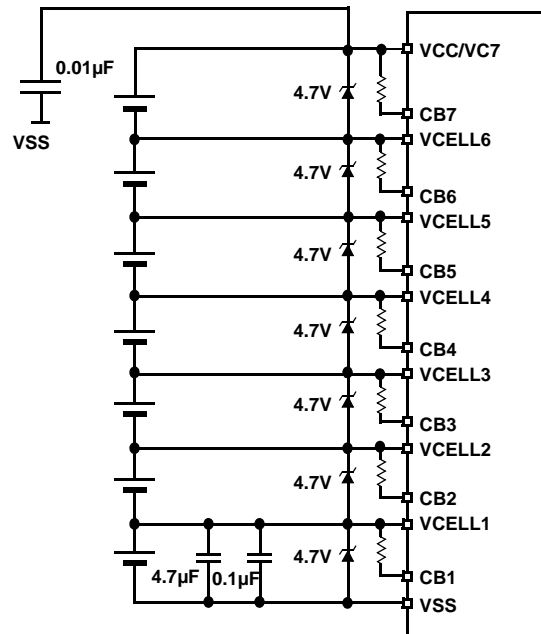 VCC/VC7
0.01µF
4.7V
CB7
VSS
VCELL6
4.7V
CB6
VCELL5
4.7V
CB5
VCELL4
4.7V
CB4
VCELL3
4.7V
CB3
VCELL2
4.7V
CB2
VCELL1
4.7V
4.7µF
0.1µF
CB1
VSS